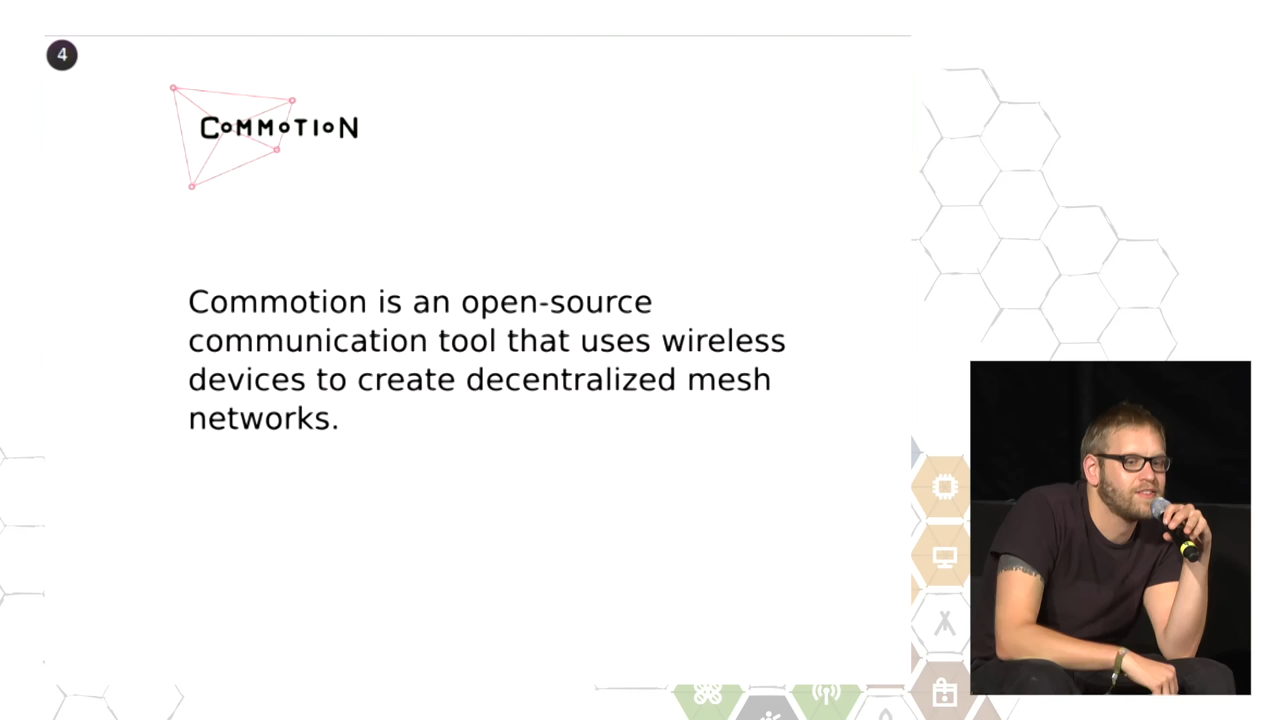 4
COMMOTION
Commotion is an open-source
communication tool that uses wireless
devices to create decentralized mesh
networks.